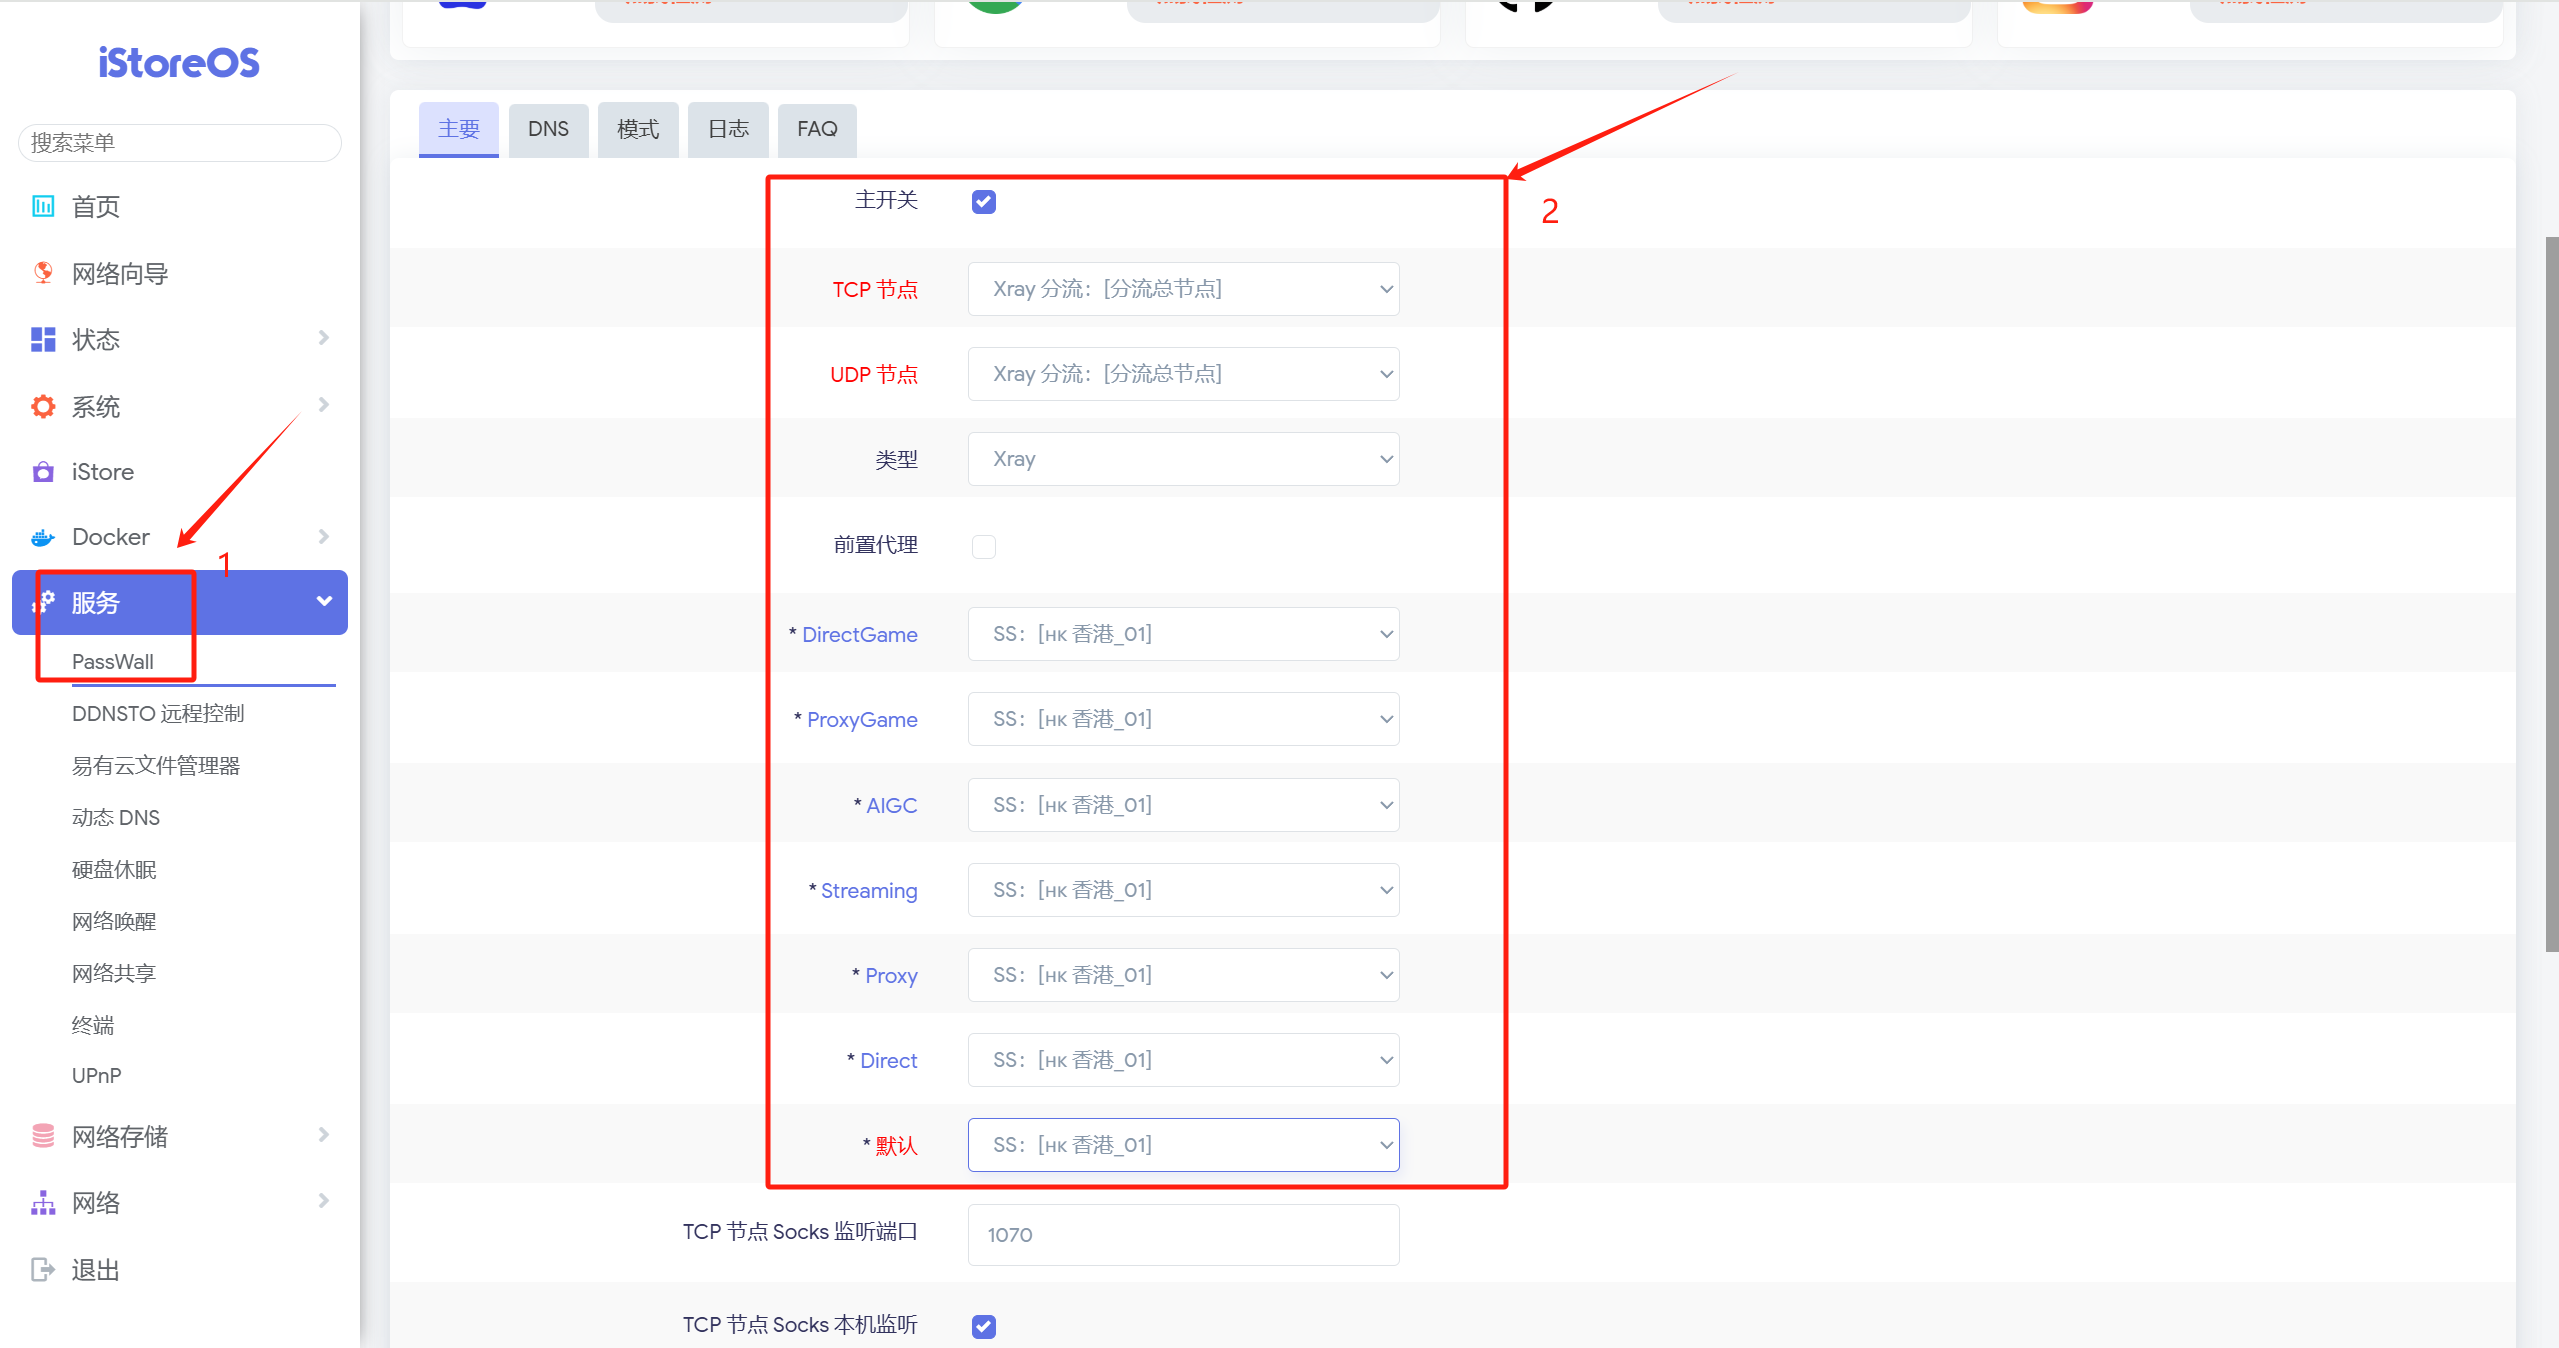 iStoreOS
搜索菜单
首页
网络向导
状态
系统
iStore
Docker
1
服务
PassWall
DDNSTO 远程控制
易有云文件管理器
动态 DNS
硬盘休眠
网络唤醒
网络共享
终端
UPnP
网络存储
网络
退出
主要 DNS 模式 日志 FAQ
2
主开关
TCP 节点 Xray 分流：[分流总节点]
UDP 节点 Xray 分流：[分流总节点]
类型 Xray
前置代理
* DirectGame SS：[HK 香港_01]
* ProxyGame SS：[HK 香港_01]
* AIGC SS：[HK 香港_01]
* Streaming SS：[HK 香港_01]
* Proxy SS：[HK 香港_01]
* Direct SS：[HK 香港_01]
* 默认 SS：[HK 香港_01]
TCP 节点 Socks 监听端口 1070
TCP 节点 Socks 本机监听